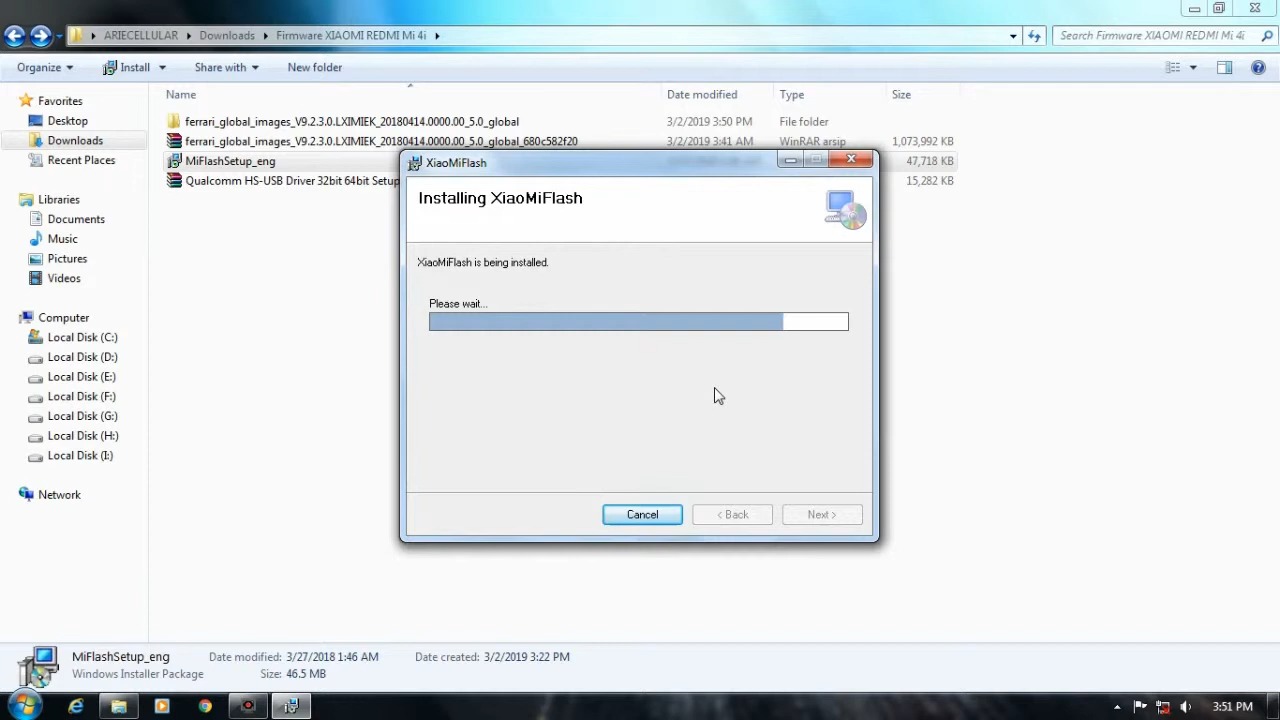 ARIECELLULAR
Downloads
Firmware XIAOMI REDMI Mi 4i
Search Firmware XIAOMI REDMI Mi 4i
Organize
Install
Share with
New folder
Favorites
Desktop
Downloads
Recent Places
Libraries
Documents
Music
Pictures
Videos
Computer
Local Disk (C:)
Local Disk (D:)
Local Disk (E:)
Local Disk (F:)
Local Disk (G:)
Local Disk (H:)
Local Disk (I:)
Network
Name Date modified Type Size
ferrari_global_images_V9.2.3.0.LXIMIEK_20180414.0000.00_5.0_global 3/2/2019 3:50 PM File folder
ferrari_global_images_V9.2.3.0.LXIMIEK_20180414.0000.00_5.0_global_680c582f20 3/2/2019 3:41 AM WinRAR arsip 1,073,992 KB
MiFlashSetup_eng 47,718 KB
Qualcomm HS-USB Driver 32bit 64bit Setup 15,282 KB
XiaoMiFlash
Installing XiaoMiFlash
XiaoMiFlash is being installed.
Please wait...
Cancel
< Back
Next >
MiFlashSetup_eng Date modified: 3/27/2018 1:46 AM Date created: 3/2/2019 3:22 PM
Windows Installer Package Size: 46.5 MB
3:51 PM